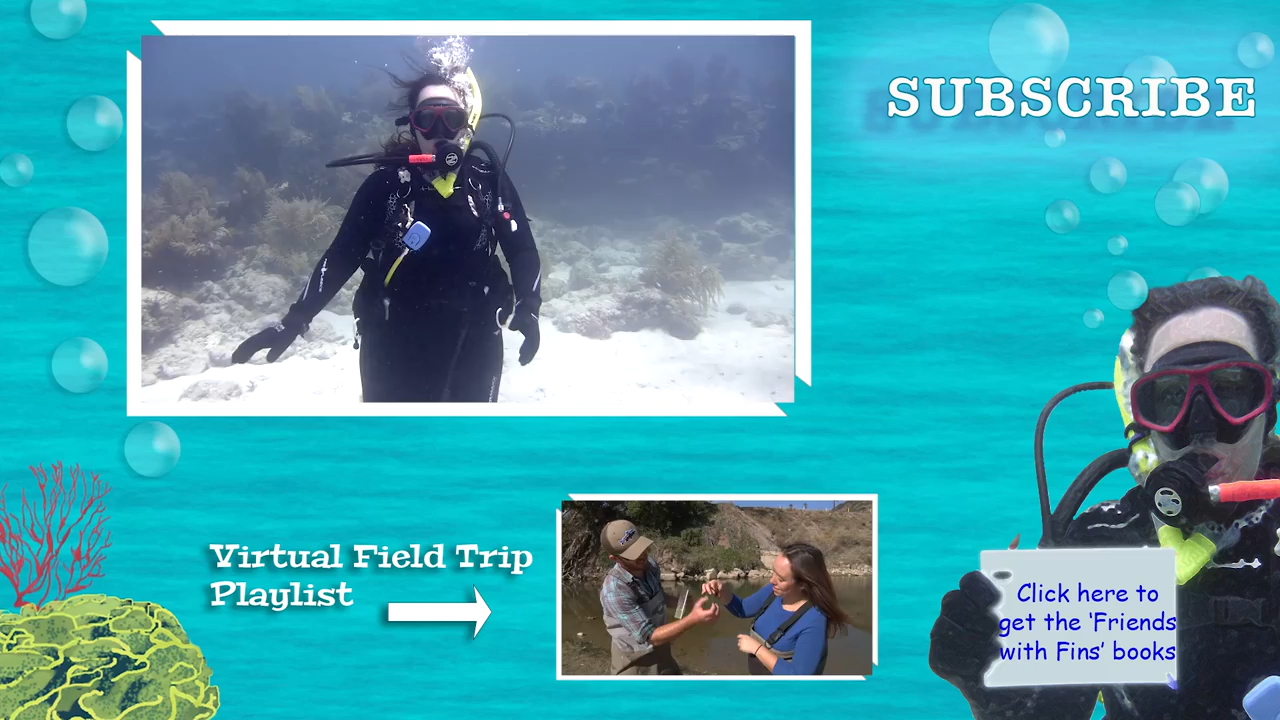 SUBSCRIBE
Virtual Field Trip
Playlist
Click here to
get the 'Friends
with Fins' books